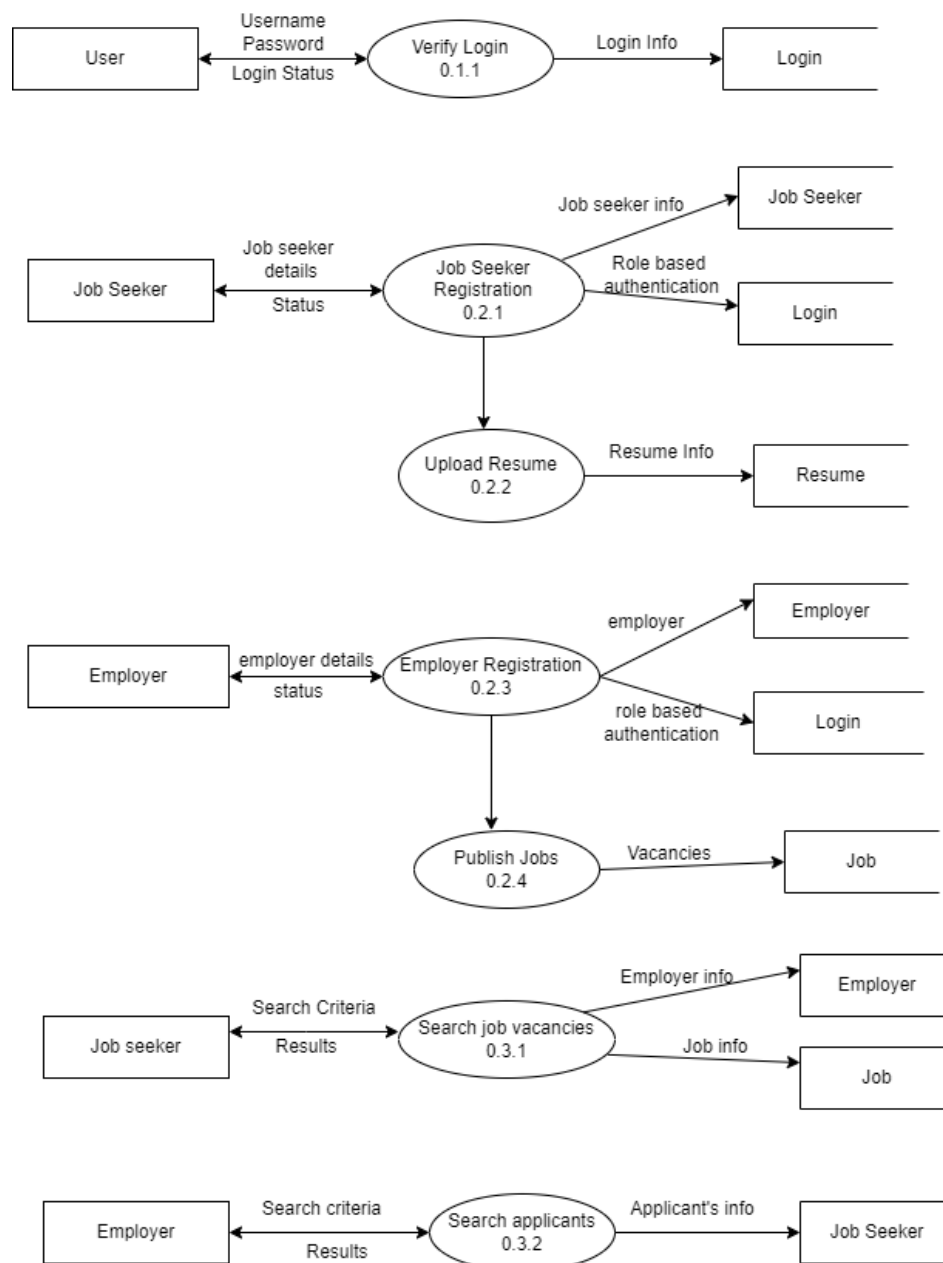 Username
Password
User
Login Status
Verify Login
0.1.1
Login Info
Login
Job seeker info
Job Seeker
Job seeker
details
Job Seeker
Status
Job Seeker
Registration
0.2.1
Role based
authentication
Login
Upload Resume
0.2.2
Resume Info
Resume
employer
Employer
Employer
employer details
status
Employer Registration
0.2.3
role based
authentication
Login
Publish Jobs
0.2.4
Vacancies
Job
Employer info
Employer
Job seeker
Search Criteria
Results
Search job vacancies
0.3.1
Job info
Job
Employer
Search criteria
Results
Search applicants
0.3.2
Applicant's info
Job Seeker